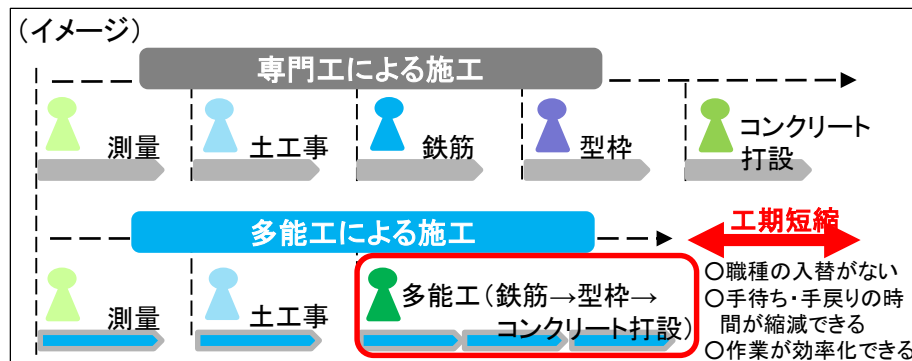 (イメージ)
専門工による施工
測量
土工事
鉄筋
型枠
コンクリート
打設
多能工による施工
工期短縮
測量
土工事
多能工(鉄筋→型枠→
コンクリート打設)
〇職種の入替がない
〇手待ち・手戻りの時
間が縮減できる
〇作業が効率化できる